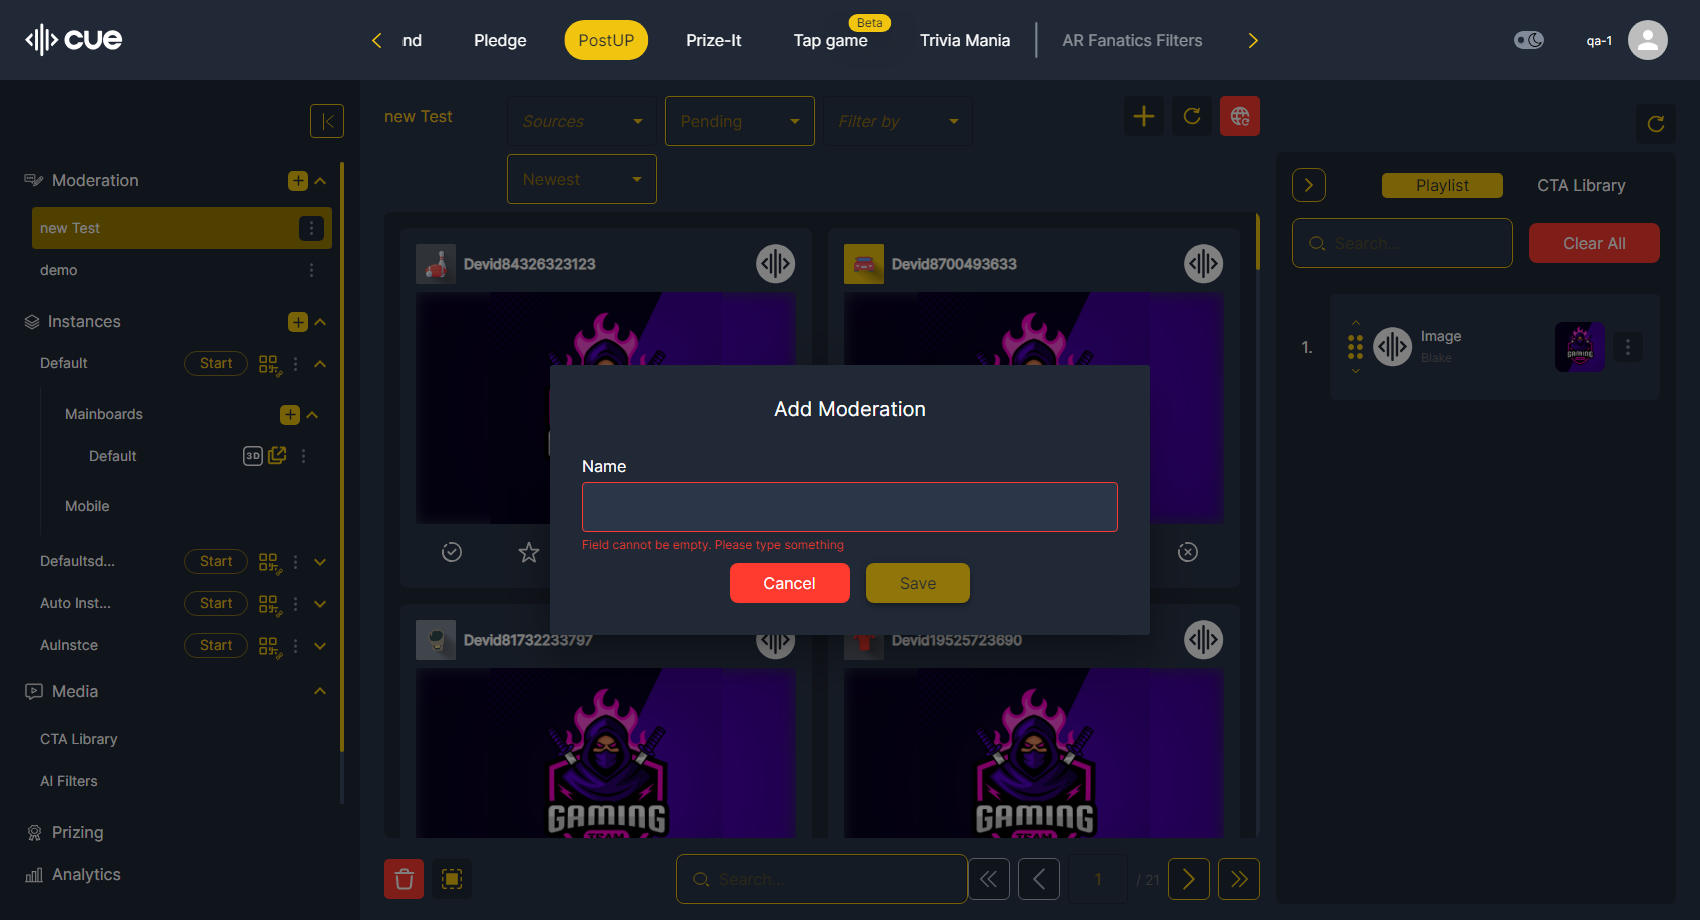 cue
nd
Pledge
PostUP
Prize-It
Beta
Tap game
Trivia Mania
AR Fanatics Filters
qa-1
Moderation
new Test
demo
Instances
Default
Start
Mainboards
Default
3D
Mobile
Defaultsd...
Start
Auto Inst...
Start
Start
Media
CTA Library
AI Filters
Prizing
Analytics
new Test
Sources
Pending
Filter by
Newest
Devid84326323123
Devid8700493633
Add Moderation
Name
Field cannot be empty. Please type something
Cancel
Save
Devid81732233797
Devid19525723690
GAMING
TEAM
GAMING
TEAM
Search...
1
/ 21
Playlist
CTA Library
Search...
Clear All
1.
Image
Blake
GAMING